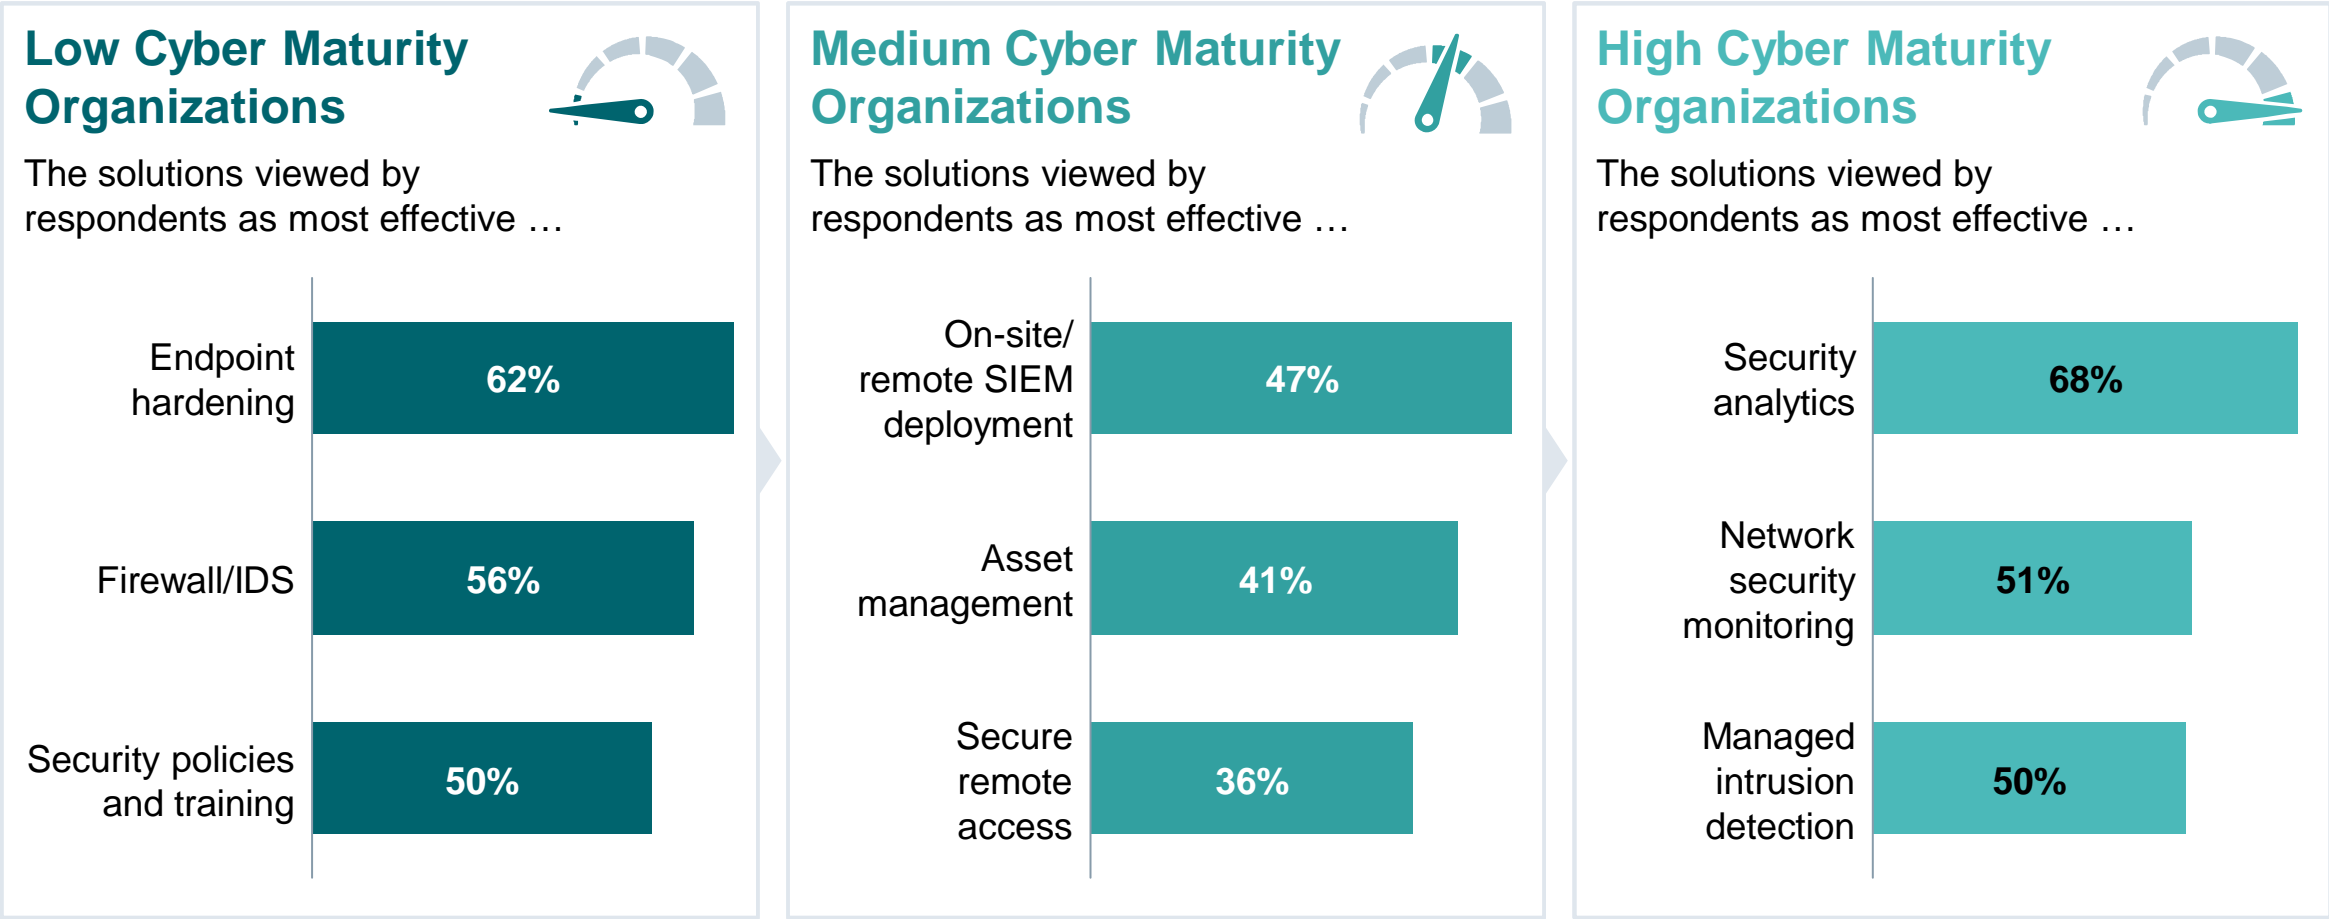 Low Cyber Maturity
Organizations
The solutions viewed by
respondents as most effective …
Endpoint
hardening
62%
Firewall/IDS
56%
Security policies
and training
50%
Medium Cyber Maturity
Organizations
The solutions viewed by
respondents as most effective …
On-site/
remote SIEM
deployment
47%
Asset
management
41%
Secure
remote
access
36%
High Cyber Maturity
Organizations
The solutions viewed by
respondents as most effective …
Security
analytics
68%
Network
security
monitoring
51%
Managed
intrusion
detection
50%